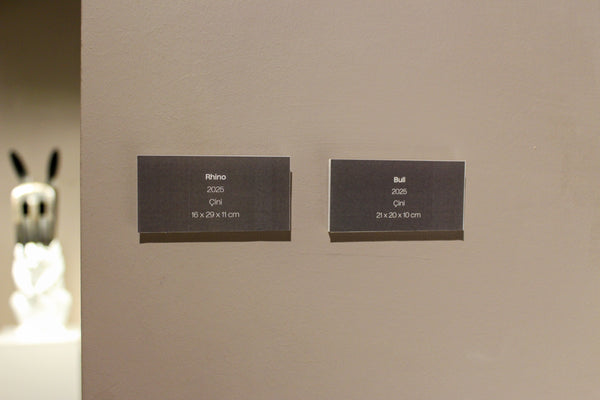 Rhino
2025
Çini
16 x 29 x 11 cm
Bull
2025
Çini
21 x 20 x 10 cm